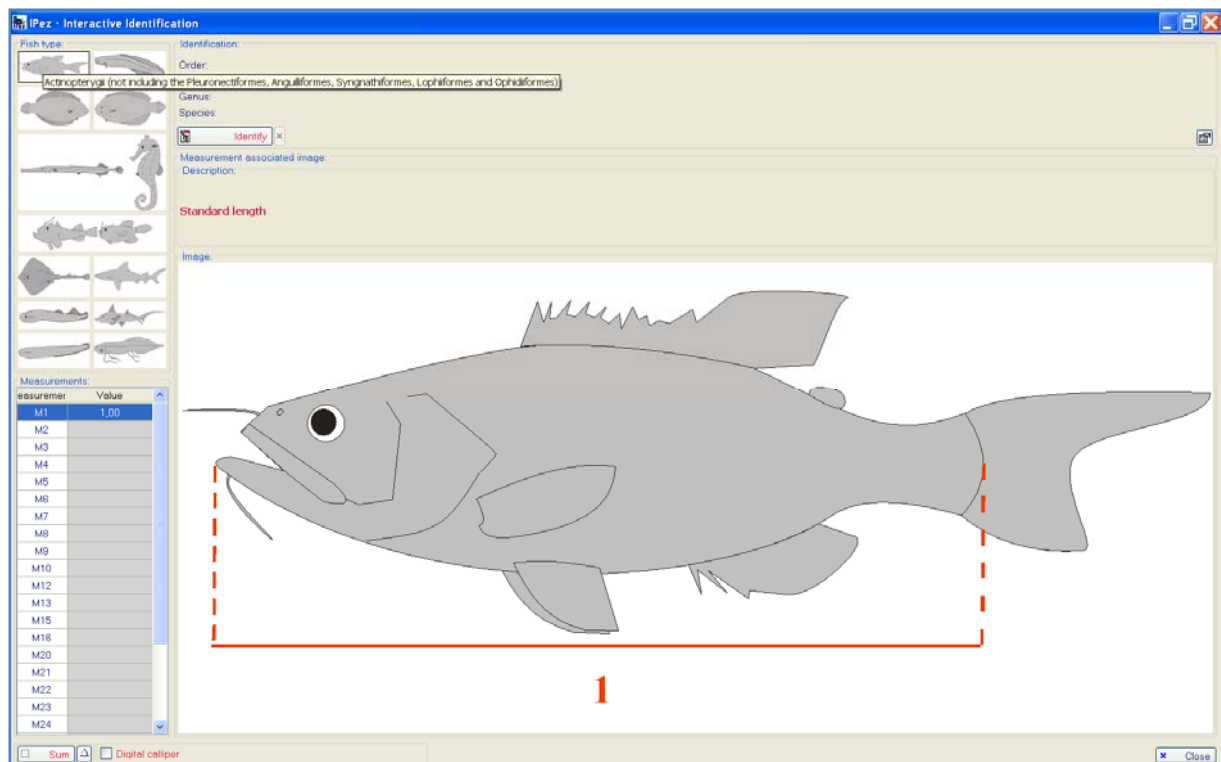 IPez - Interactive Identification
Fish type:
Identification:
Order:
Actinopterygii (not including the Pleuronectiformes, Anguilliformes, Syngnathiformes, Lophiiformes and Ophidiiformes)
Genus:
Species:
Identify
Measurement associated image:
Description:
Standard length
Image:
1
Measurements:
easuremer Value
M1 1,00
M2
M3
M4
M5
M6
M7
M8
M9
M10
M12
M13
M15
M16
M20
M21
M22
M23
M24
Sum
Digital calliper
Close